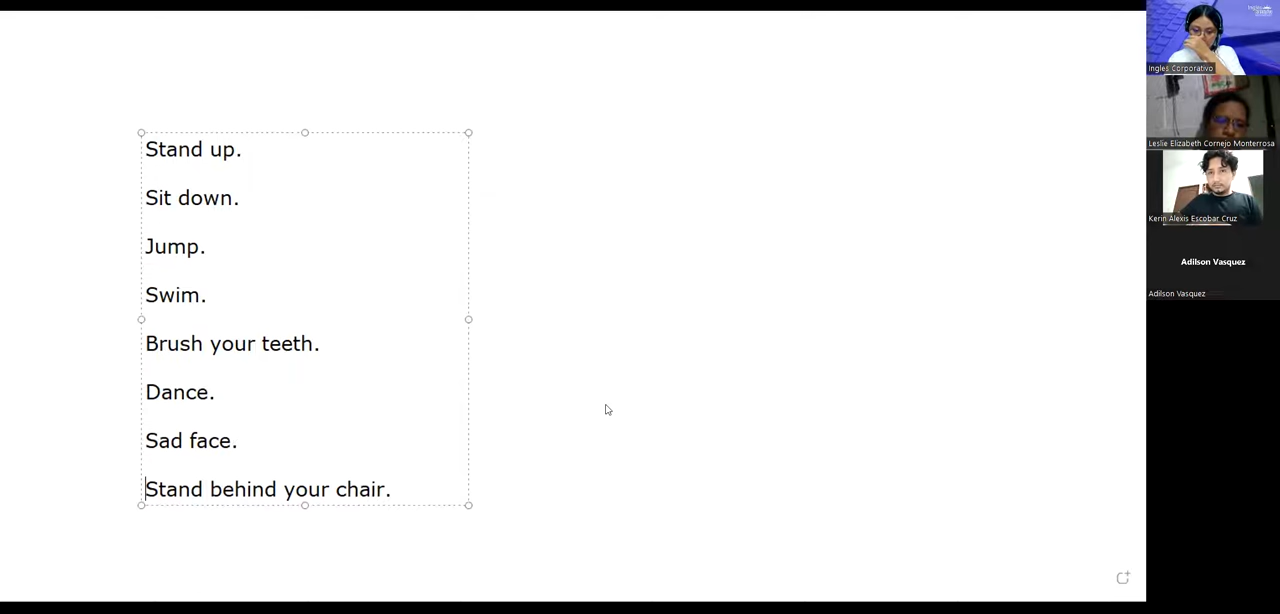 Stand up.
Sit down.
Jump.
Swim.
Brush your teeth.
Dance.
Sad face.
Stand behind your chair.
Ingles Corporativo
Leslie Elizabeth Cornejo Monterrosa
Kerin Alexis Escobar Cruz
Adilson Vasquez
Adilson Vasquez